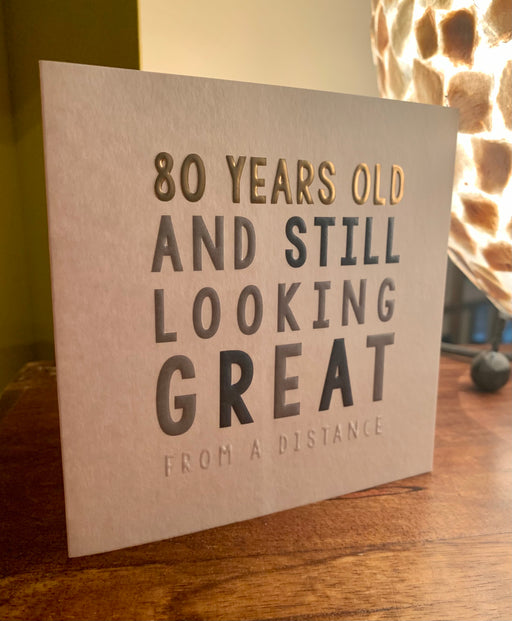 80 YEARS OLD
AND STILL
LOOKING
GREAT
FROM A DISTANCE